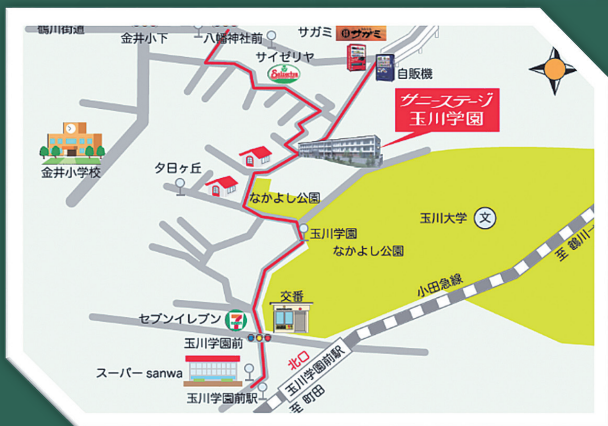 鶴川街道
金井小下
八幡神社前
サガミ
サガミ
サイゼリヤ
Saizeriya
自販機
サニーステージ
玉川学園
金井小学校
夕日ヶ丘
なかよし公園
玉川学園
なかよし公園
玉川大学
文
至 鶴川
小田急線
交番
セブンイレブン
7
玉川学園前
北口
玉川学園前駅
スーパー sanwa
玉川学園前駅
至 町田